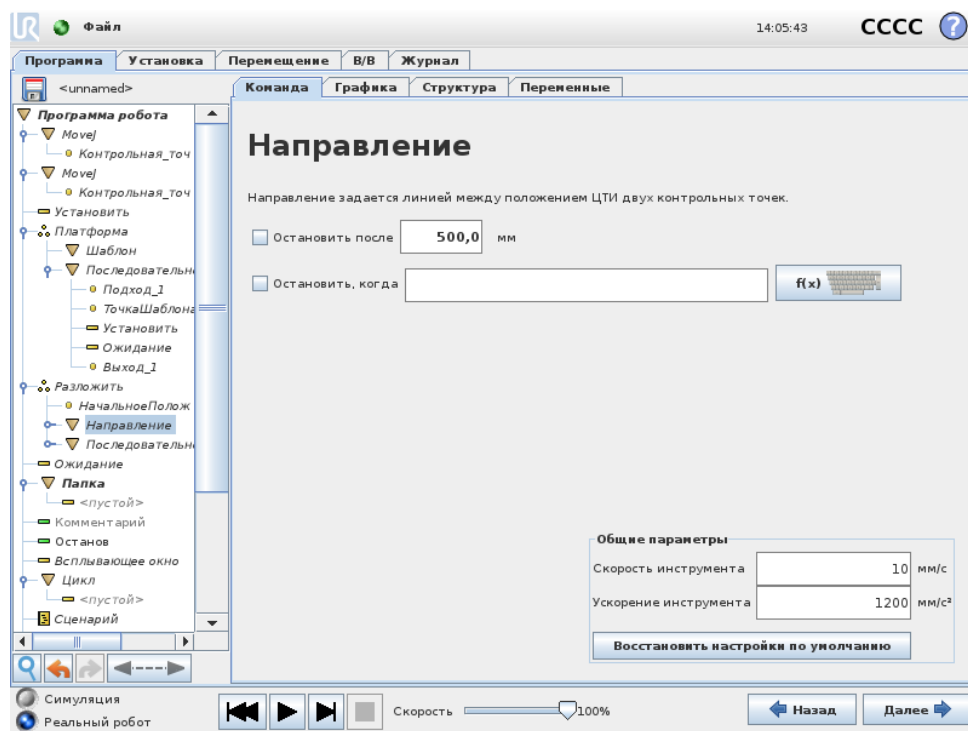 UR Файл 14:05:43 CCCC ?
Программа Установка Перемещение В/В Журнал
<unnamed> Команда Графика Структура Переменные
Программа робота
MoveJ
Контрольная_точ
MoveJ
Контрольная_точ
Установить
Платформа
Шаблон
Последовательн
Подход_1
ТочкаШаблона
Установить
Ожидание
Выход_1
Разложить
НачальноеПолож
Направление
Последовательн
Ожидание
Папка
<пустой>
Комментарий
Останов
Всплывающее окно
Цикл
<пустой>
Сценарий
Направление
Направление задается линией между положением ЦТИ двух контрольных точек.
Остановить после 500,0 мм
Остановить, когда f(x)
Общие параметры
Скорость инструмента 10 мм/с
Ускорение инструмента 1200 мм/с²
Восстановить настройки по умолчанию
Симуляция
Реальный робот
Скорость 100%
Назад Далее